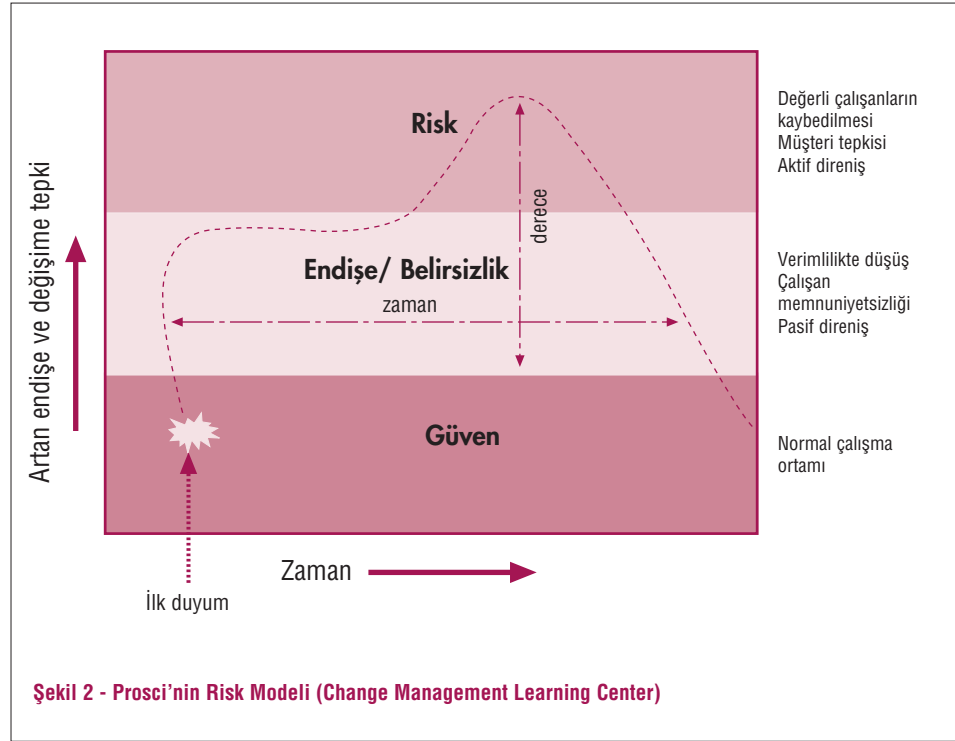 Artan endişe ve değişime tepki
Risk
derece
Endişe/ Belirsizlik
zaman
Güven
Değerli çalışanların
kaybedilmesi
Müşteri tepkisi
Aktif direniş
Verimlilikte düşüş
Çalışan
memnuniyetsizliği
Pasif direniş
Normal çalışma
ortamı
Zaman
İlk duyum
Şekil 2 - Prosci’nin Risk Modeli (Change Management Learning Center)